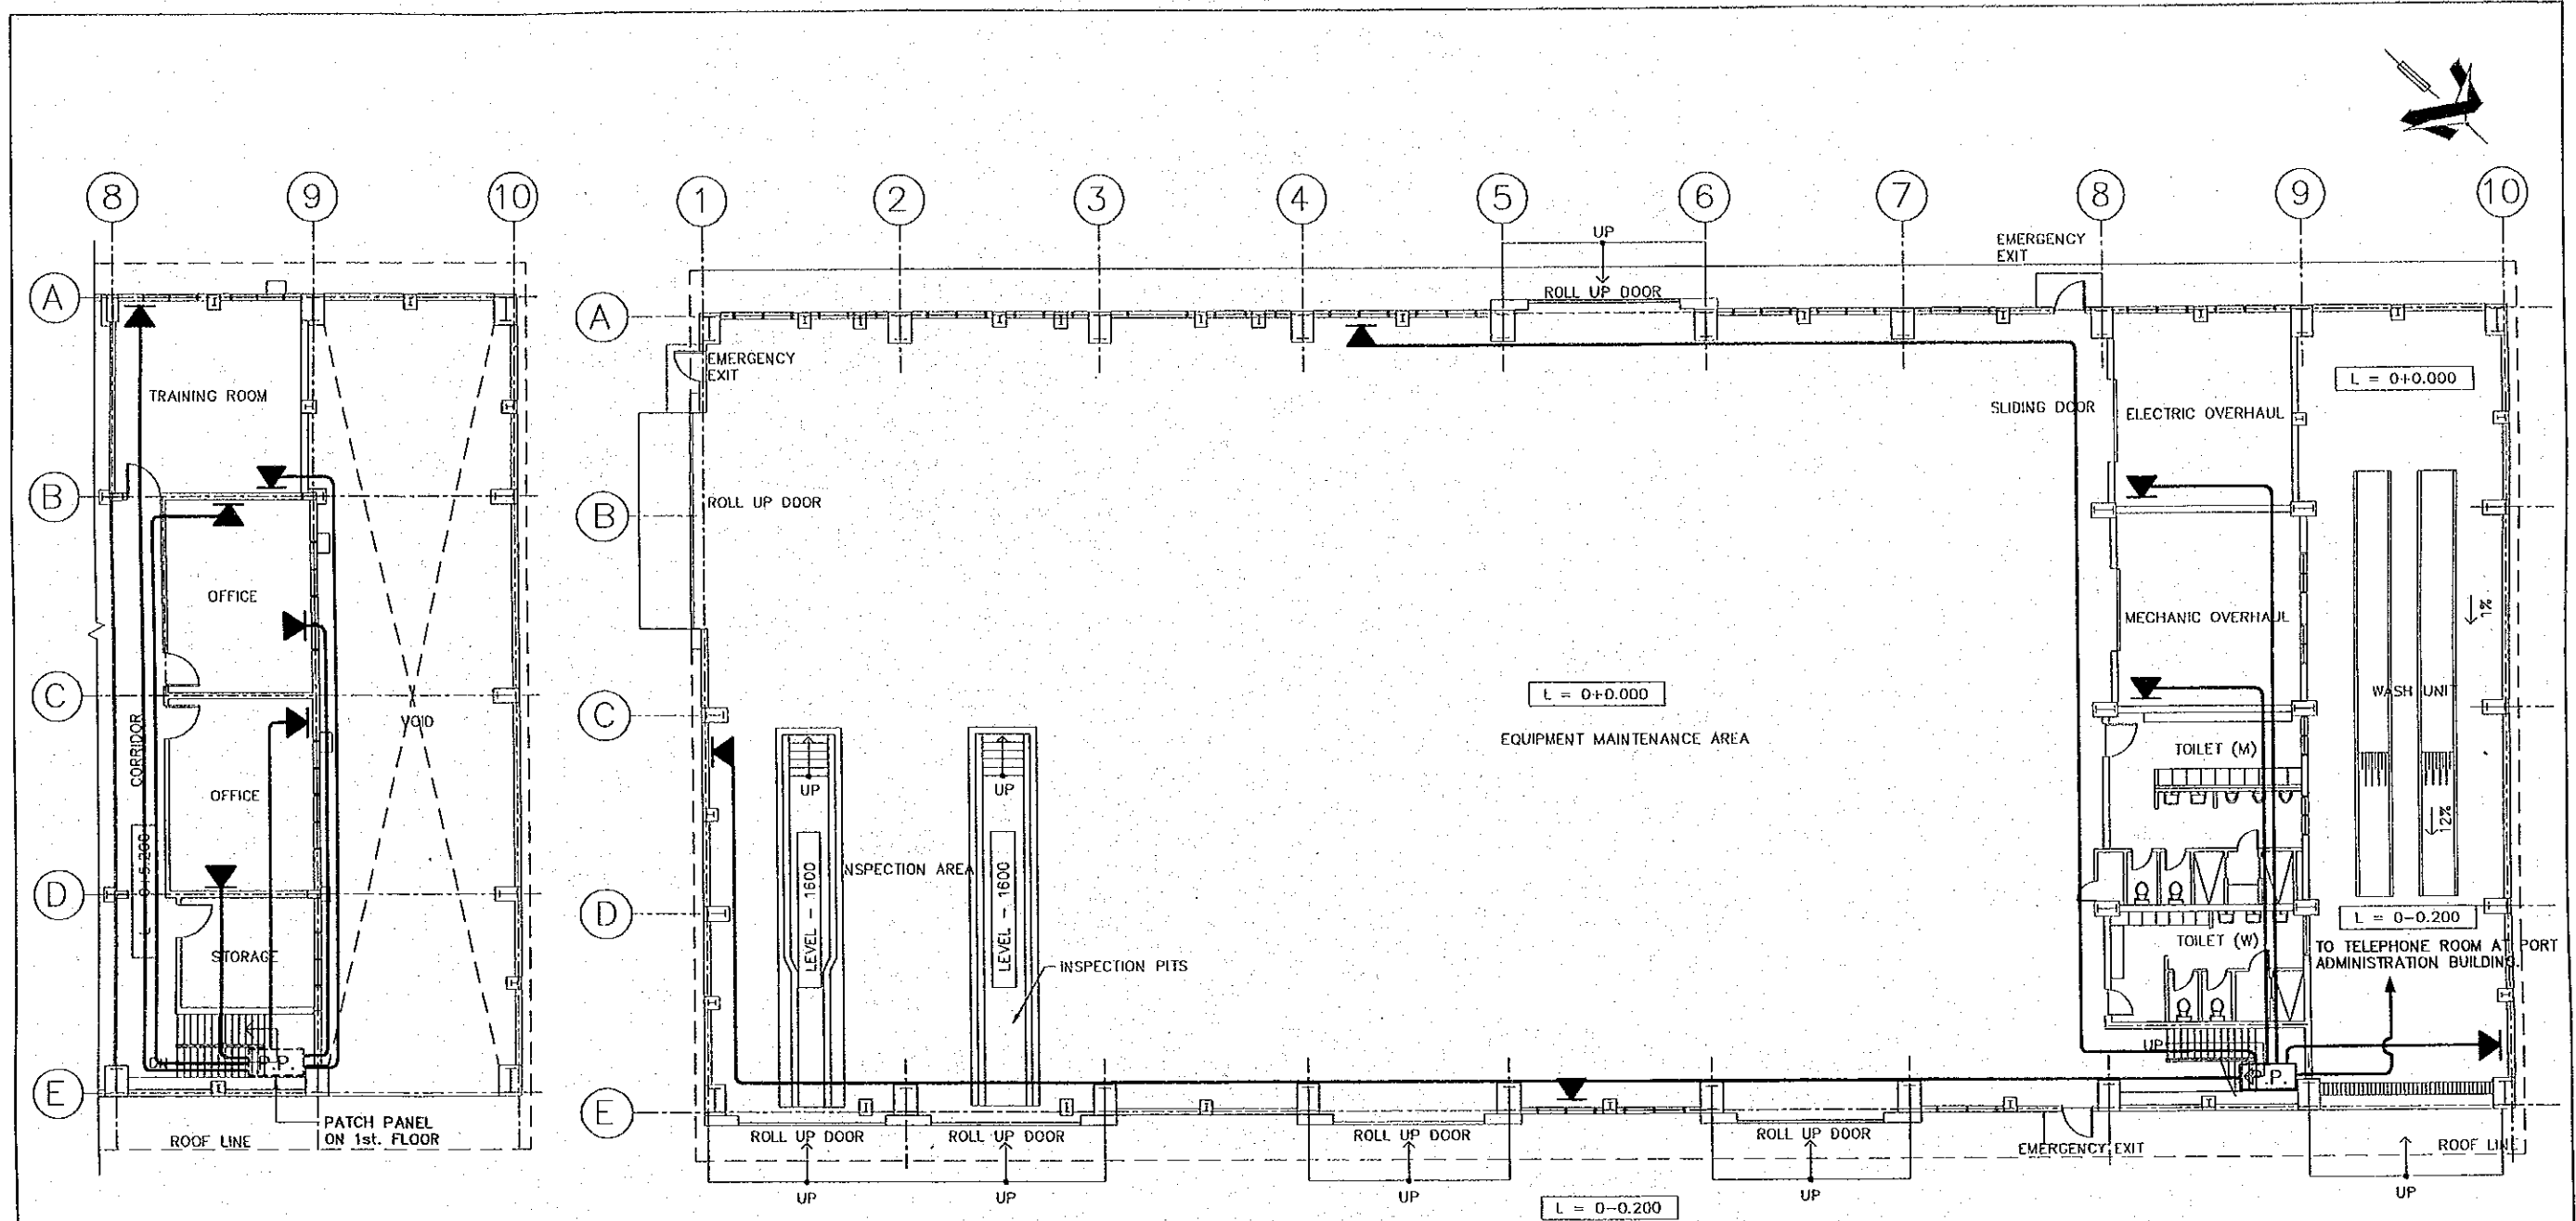 8
9
10
1
2
3
4
5
6
7
8
9
10
UP
EMERGENCY
EXIT
ROLL UP DOOR
A
A
EMERGENCY
EXIT
TRAINING ROOM
L = 0+0.000
SLIDING DOOR
ELECTRIC OVERHAUL
B
B
ROLL UP DOOR
OFFICE
MECHANIC OVERHAUL
1%
C
C
L = 0+0.000
WASH UNIT
VOID
CORRIDOR
EQUIPMENT MAINTENANCE AREA
TOILET (M)
UP
UP
OFFICE
12%
LEVEL - 1600
LEVEL - 1600
INSPECTION AREA
D
D
L = 0-0.200
TOILET (W)
TO TELEPHONE ROOM AT PORT
ADMINISTRATION BUILDING.
STORAGE
INSPECTION PITS
UP
P.P.
E
E
PATCH PANEL
ON 1st. FLOOR
ROOF LINE
ROLL UP DOOR
ROLL UP DOOR
ROLL UP DOOR
ROLL UP DOOR
EMERGENCY EXIT
ROOF LINE
UP
UP
UP
UP
UP
L = 0-0.200